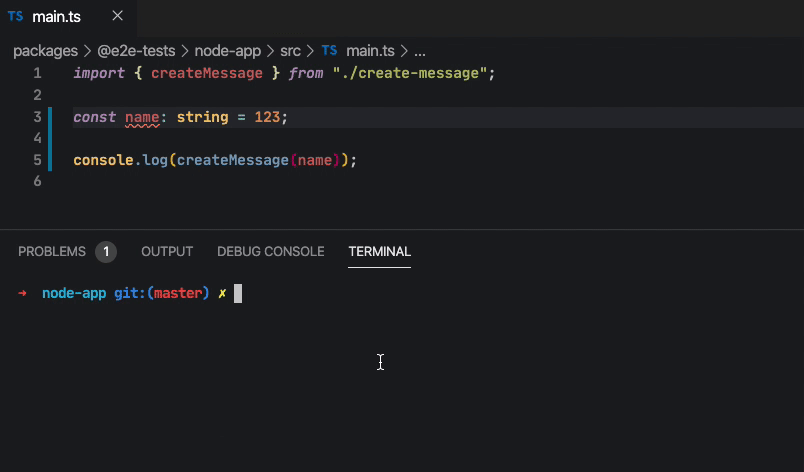 TS main.ts ×
packages > @e2e-tests > node-app > src > TS main.ts > ...
1 import { createMessage } from "./create-message";
2
3 const name: string = 123;
4
5 console.log(createMessage(name));
6
PROBLEMS 1 OUTPUT DEBUG CONSOLE TERMINAL
➜ node-app git:(master) ✗